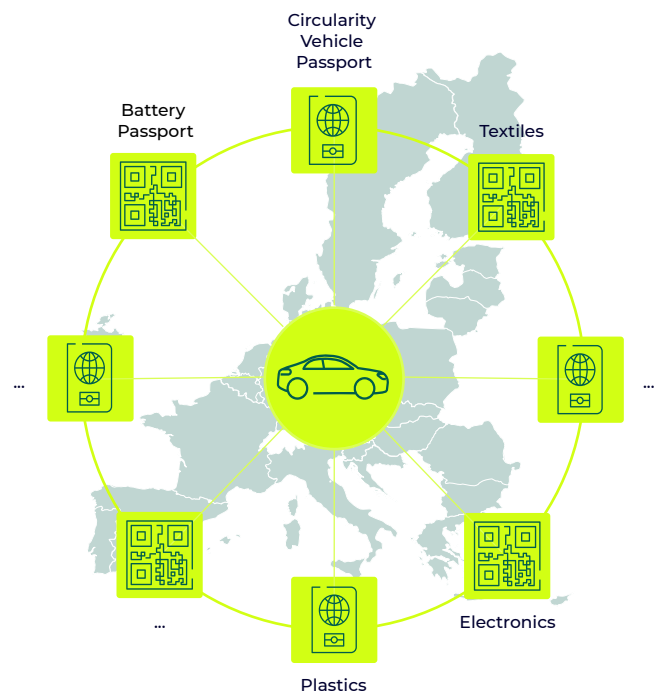 Circularity
Vehicle
Passport
Battery
Passport
Textiles
...
...
...
Electronics
Plastics